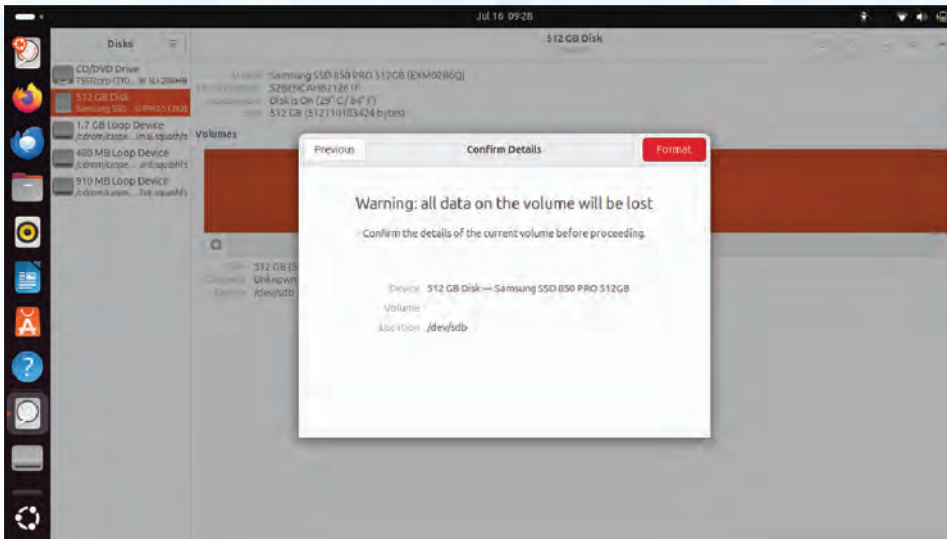 Jul 16 09:28
Disks
512 GB Disk
CD/DVD Drive
512 GB Disk
1.7 GB Loop Device
480 MB Loop Device
910 MB Loop Device
Samsung SSD 850 PRO 512GB (EXM02B6Q)
Disk is OK (29° C / 84° F)
512 GB (512110103424 bytes)
Volumes
Previous
Confirm Details
Format
Warning: all data on the volume will be lost
Confirm the details of the current volume before proceeding.
Device 512 GB Disk — Samsung SSD 850 PRO 512GB
Volume
Location /dev/sdb
512 GB (5
Unknown
/dev/sdb